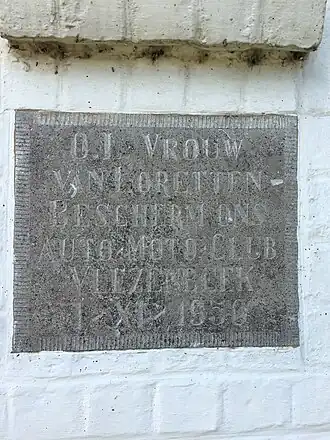 O.L VROUW
VAN LORETTEN
BESCHERM ONS
AUTO-MOTO-CLUB
VLEZENBEEK
1-XI-1950